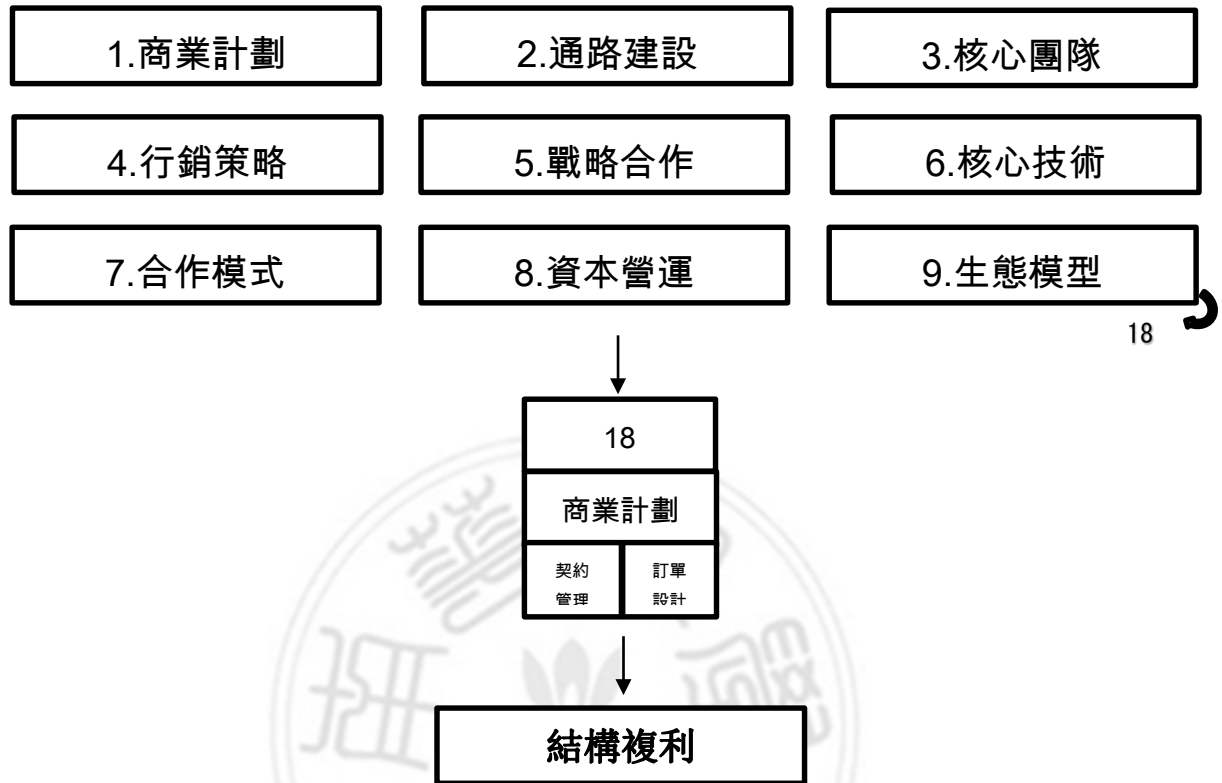 1.商業計劃
2.通路建設
3.核心團隊
4.行銷策略
5.戰略合作
6.核心技術
7.合作模式
8.資本營運
9.生態模型
18
18
商業計劃
契約
管理
訂單
設計
結構複利